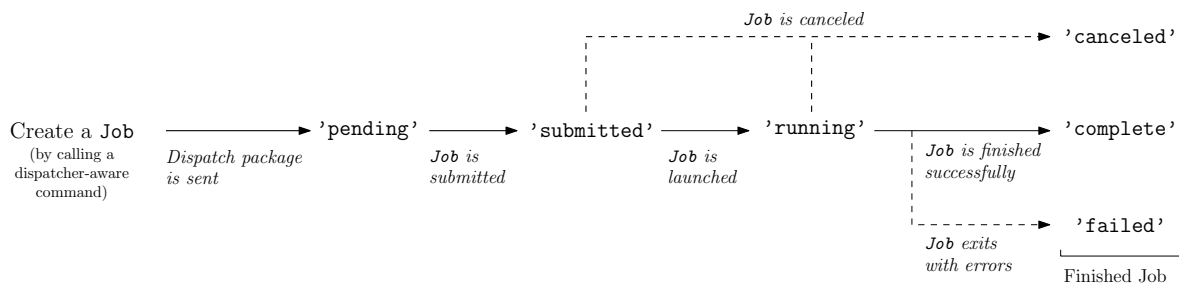 Job is canceled
'canceled'
Create a Job
(by calling a
dispatcher-aware
command)
Dispatch package
is sent
'pending'
Job is
submitted
'submitted'
Job is
launched
'running'
Job is finished
successfully
'complete'
Job exits
with errors
'failed'
Finished Job